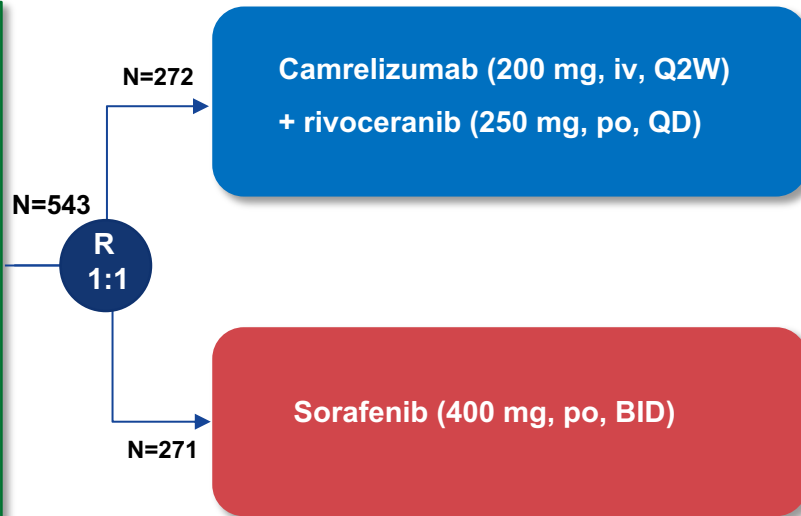 N=272
Camrelizumab (200 mg, iv, Q2W)
+ rivoceranib (250 mg, po, QD)
N=543
R
1:1
Sorafenib (400 mg, po, BID)
N=271